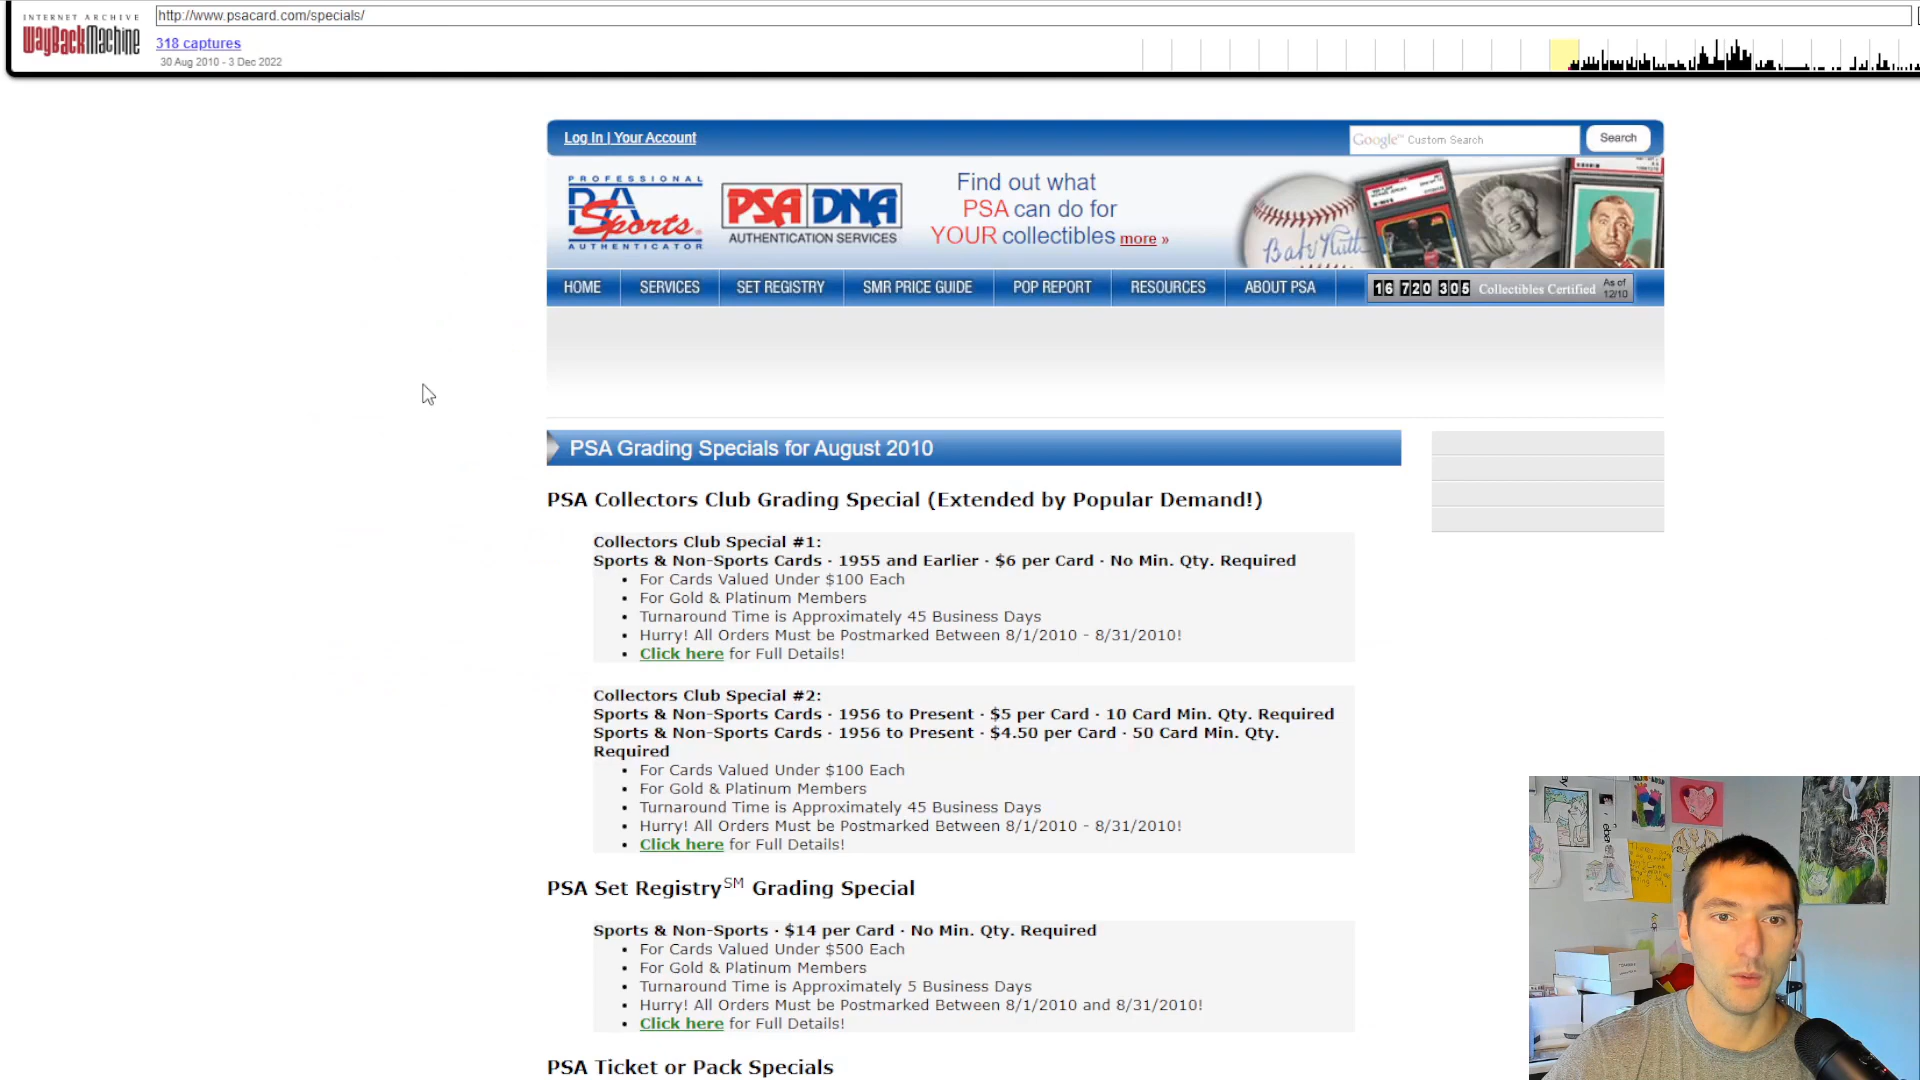 INTERNET ARCHIVE
WayBackMachine
http://www.psacard.com/specials/
318 captures
30 Aug 2010 - 3 Dec 2022
Log In | Your Account
Google™ Custom Search
Search
PROFESSIONAL
PSA
Sports
AUTHENTICATOR
PSA DNA
AUTHENTICATION SERVICES
Find out what
PSA can do for
YOUR collectibles more »
Babe Ruth
HOME
SERVICES
SET REGISTRY
SMR PRICE GUIDE
POP REPORT
RESOURCES
ABOUT PSA
16 720 305 Collectibles Certified As of 12/10
PSA Grading Specials for August 2010
PSA Collectors Club Grading Special (Extended by Popular Demand!)
Collectors Club Special #1:
Sports & Non-Sports Cards · 1955 and Earlier · $6 per Card · No Min. Qty. Required
• For Cards Valued Under $100 Each
• For Gold & Platinum Members
• Turnaround Time is Approximately 45 Business Days
• Hurry! All Orders Must be Postmarked Between 8/1/2010 - 8/31/2010!
• Click here for Full Details!
Collectors Club Special #2:
Sports & Non-Sports Cards · 1956 to Present · $5 per Card · 10 Card Min. Qty. Required
Sports & Non-Sports Cards · 1956 to Present · $4.50 per Card · 50 Card Min. Qty.
Required
• For Cards Valued Under $100 Each
• For Gold & Platinum Members
• Turnaround Time is Approximately 45 Business Days
• Hurry! All Orders Must be Postmarked Between 8/1/2010 - 8/31/2010!
• Click here for Full Details!
PSA Set Registry℠ Grading Special
Sports & Non-Sports · $14 per Card · No Min. Qty. Required
• For Cards Valued Under $500 Each
• For Gold & Platinum Members
• Turnaround Time is Approximately 5 Business Days
• Hurry! All Orders Must be Postmarked Between 8/1/2010 and 8/31/2010!
• Click here for Full Details!
PSA Ticket or Pack Specials